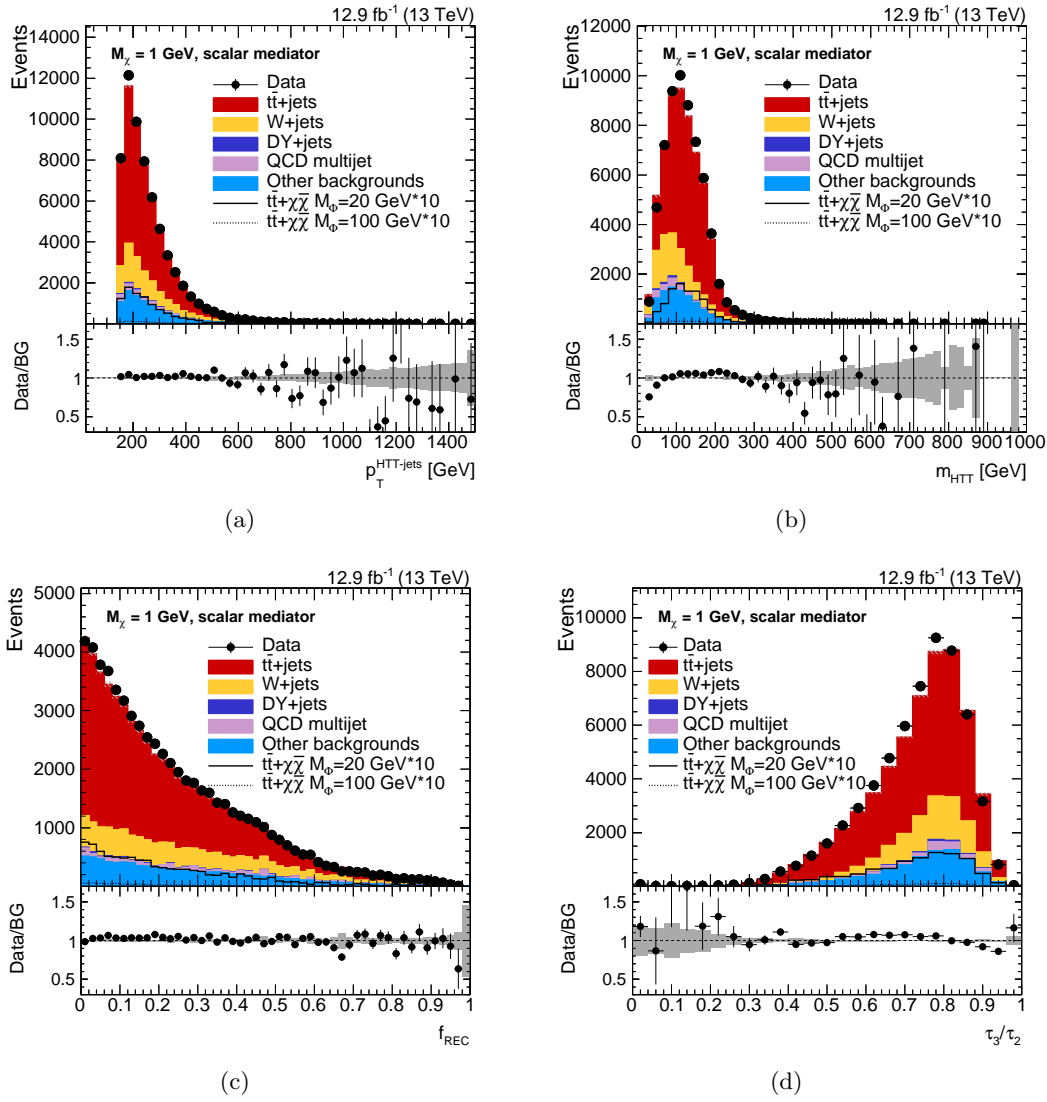 12.9 fb⁻¹ (13 TeV)
Events
14000
12000
10000
8000
6000
4000
2000
M_χ = 1 GeV, scalar mediator
Data
tt̄+jets
W+jets
DY+jets
QCD multijet
Other backgrounds
tt̄+χχ̄ M_Φ=20 GeV*10
tt̄+χχ̄ M_Φ=100 GeV*10
Data/BG
1.5
1
0.5
200 400 600 800 1000 1200 1400
p_T^HTT-jets [GeV]
(a)
12.9 fb⁻¹ (13 TeV)
Events
12000
10000
8000
6000
4000
2000
0
M_χ = 1 GeV, scalar mediator
Data
tt̄+jets
W+jets
DY+jets
QCD multijet
Other backgrounds
tt̄+χχ̄ M_Φ=20 GeV*10
tt̄+χχ̄ M_Φ=100 GeV*10
Data/BG
1.5
1
0.5
0 100 200 300 400 500 600 700 800 900 1000
m_HTT [GeV]
(b)
12.9 fb⁻¹ (13 TeV)
Events
5000
4000
3000
2000
1000
0
M_χ = 1 GeV, scalar mediator
Data
tt̄+jets
W+jets
DY+jets
QCD multijet
Other backgrounds
tt̄+χχ̄ M_Φ=20 GeV*10
tt̄+χχ̄ M_Φ=100 GeV*10
Data/BG
1.5
1
0.5
0 0.1 0.2 0.3 0.4 0.5 0.6 0.7 0.8 0.9 1
f_REC
(c)
12.9 fb⁻¹ (13 TeV)
Events
10000
8000
6000
4000
2000
0
M_χ = 1 GeV, scalar mediator
Data
tt̄+jets
W+jets
DY+jets
QCD multijet
Other backgrounds
tt̄+χχ̄ M_Φ=20 GeV*10
tt̄+χχ̄ M_Φ=100 GeV*10
Data/BG
1.5
1
0.5
0 0.1 0.2 0.3 0.4 0.5 0.6 0.7 0.8 0.9 1
τ₃/τ₂
(d)